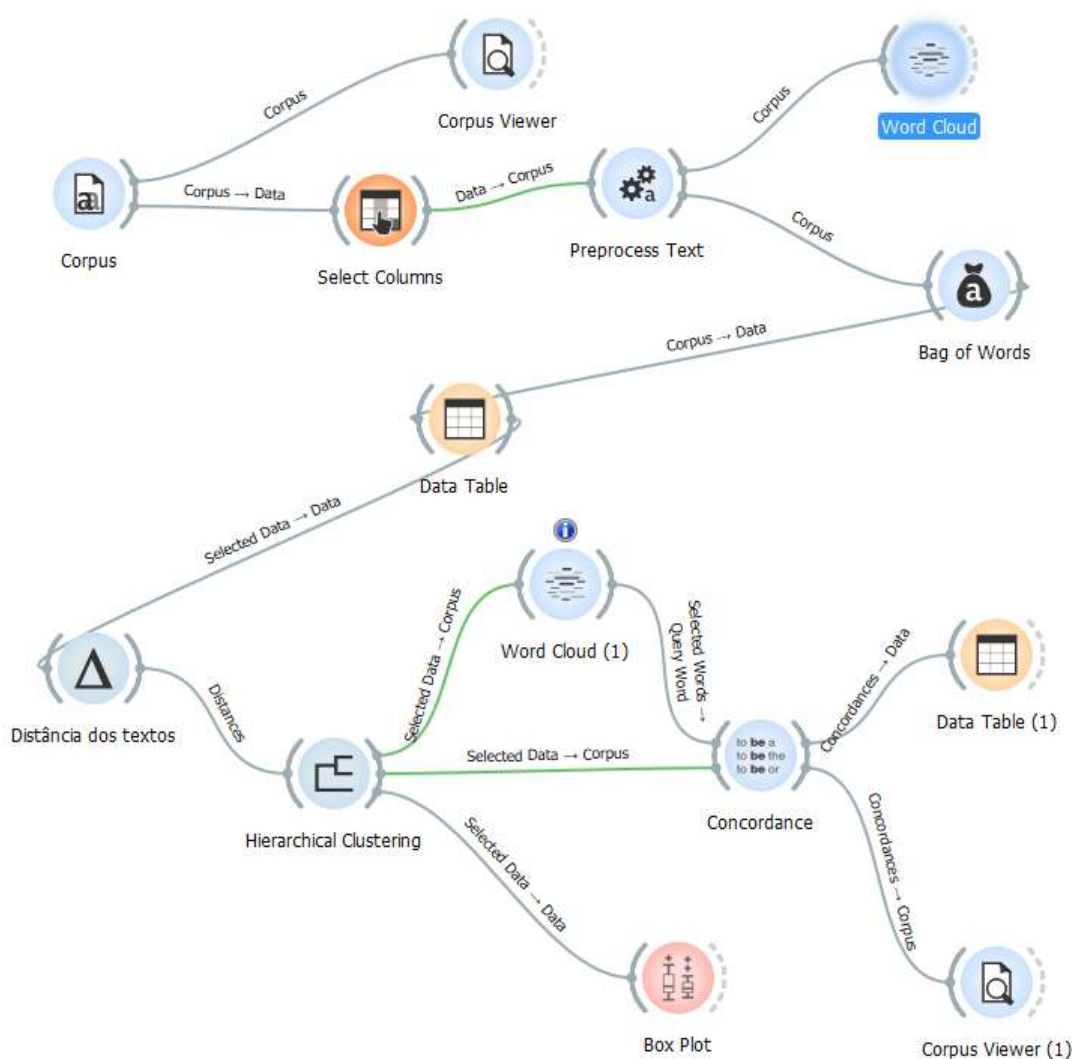 Corpus
Corpus Viewer
Corpus
Word Cloud
a
Corpus → Data
Data → Corpus
a
Corpus
Select Columns
Preprocess Text
Corpus
a
Bag of Words
Corpus → Data
Data Table
Selected Data → Data
i
Selected Data → Corpus
Word Cloud (1)
Selected Words →
Query Word
Concordances → Data
Data Table (1)
Distância dos textos
Distances
Selected Data → Corpus
to be a
to be the
to be or
Hierarchical Clustering
Concordance
Selected Data → Data
Concordances → Corpus
Box Plot
Corpus Viewer (1)